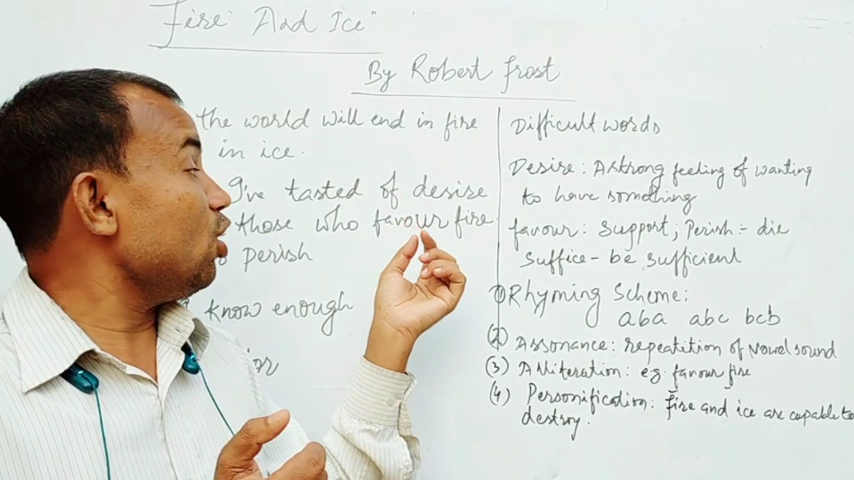 "Fire And Ice"
By Robert Frost
the world will end in fire
in ice.
I've tasted of desire
those who favour fire.
perish
know enough
Difficult words
Desire : A strong feeling of wanting
to have something
favour : support, Perish :- die
Suffice - be sufficient
(1) Rhyming Scheme:
aba abc bcb
(2) Assonance : repeatition of vowel sound
(3) Alliteration : e.g. favour fire
(4) Personification : fire and ice are capable to
destroy.